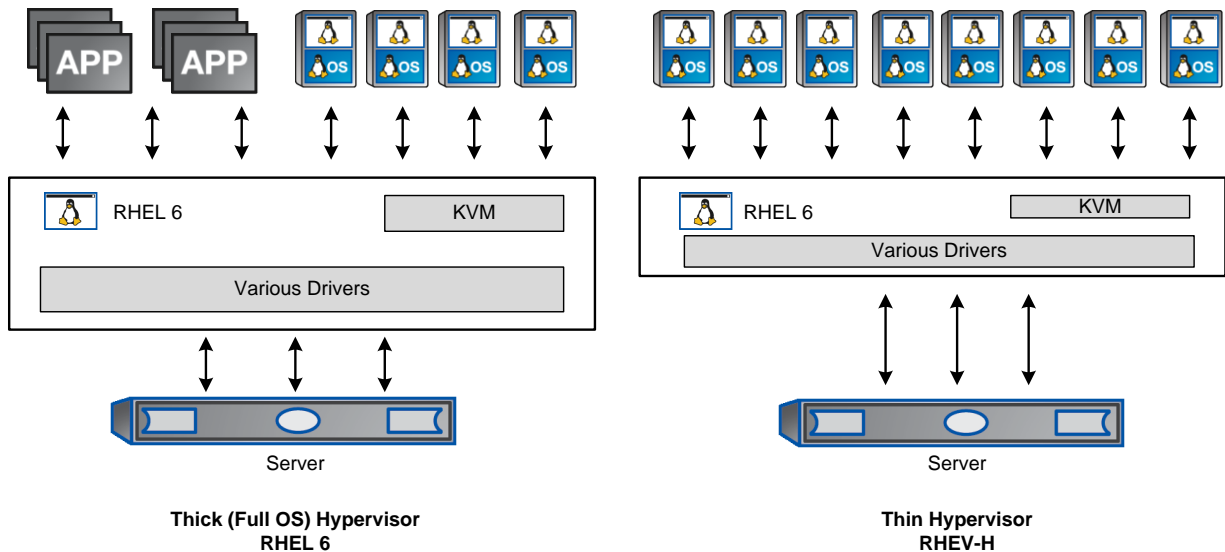 APP
APP
OS
OS
OS
OS
RHEL 6
KVM
Various Drivers
Server
Thick (Full OS) Hypervisor
RHEL 6
OS
OS
OS
OS
OS
OS
OS
OS
RHEL 6
KVM
Various Drivers
Server
Thin Hypervisor
RHEV-H